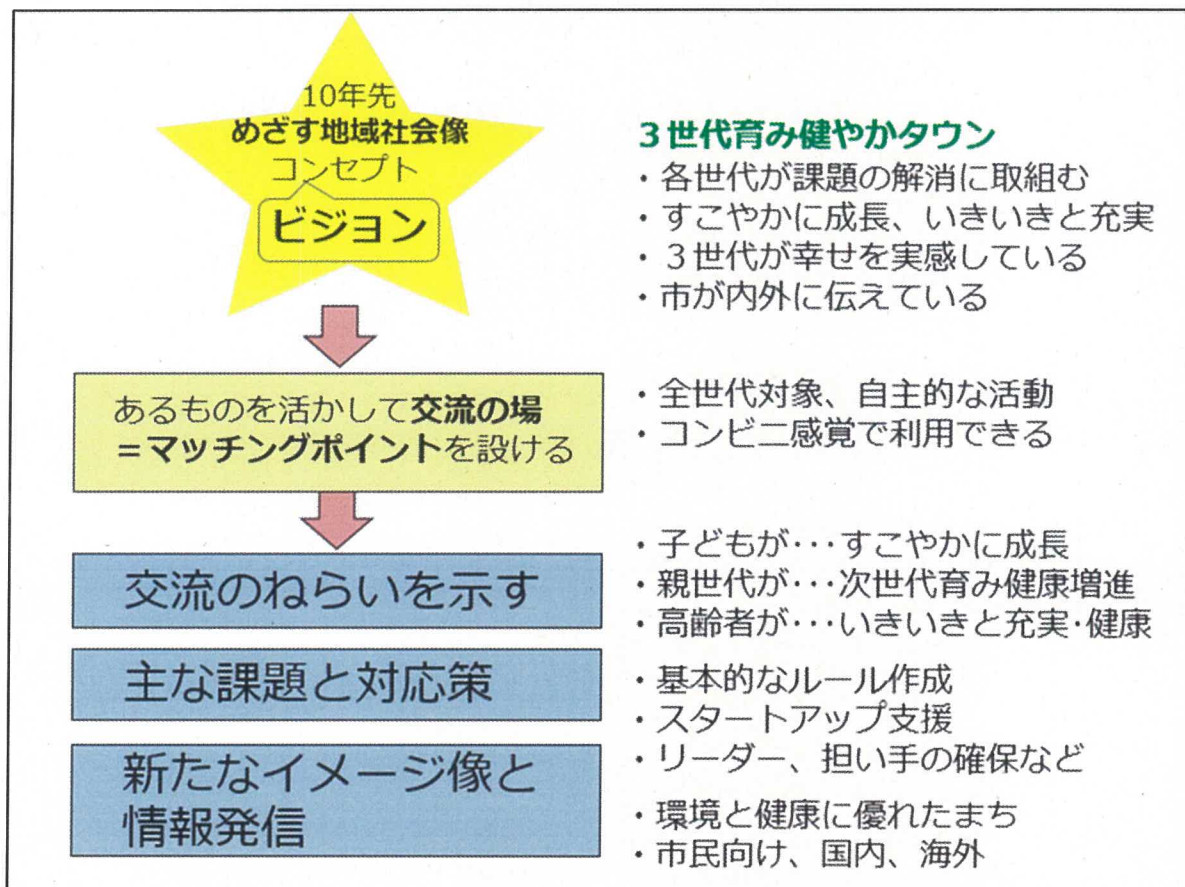 10年先
めざす地域社会像
コンセプト
ビジョン
3世代育み健やかタウン
・各世代が課題の解消に取組む
・すこやかに成長、いきいきと充実
・3世代が幸せを実感している
・市が内外に伝えている
あるものを活かして交流の場
=マッチングポイントを設ける
・全世代対象、自主的な活動
・コンビニ感覚で利用できる
交流のねらいを示す
・子どもが･･･すこやかに成長
・親世代が･･･次世代育み健康増進
・高齢者が･･･いきいきと充実･健康
主な課題と対応策
・基本的なルール作成
・スタートアップ支援
・リーダー、担い手の確保など
新たなイメージ像と
情報発信
・環境と健康に優れたまち
・市民向け、国内、海外